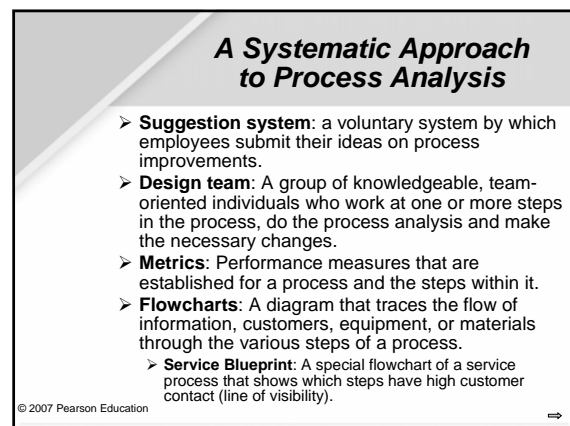 A Systematic Approach
to Process Analysis
➢ Suggestion system: a voluntary system by which
employees submit their ideas on process
improvements.
➢ Design team: A group of knowledgeable, team-
oriented individuals who work at one or more steps
in the process, do the process analysis and make
the necessary changes.
➢ Metrics: Performance measures that are
established for a process and the steps within it.
➢ Flowcharts: A diagram that traces the flow of
information, customers, equipment, or materials
through the various steps of a process.
➢ Service Blueprint: A special flowchart of a service
process that shows which steps have high customer
contact (line of visibility).
© 2007 Pearson Education
⇨